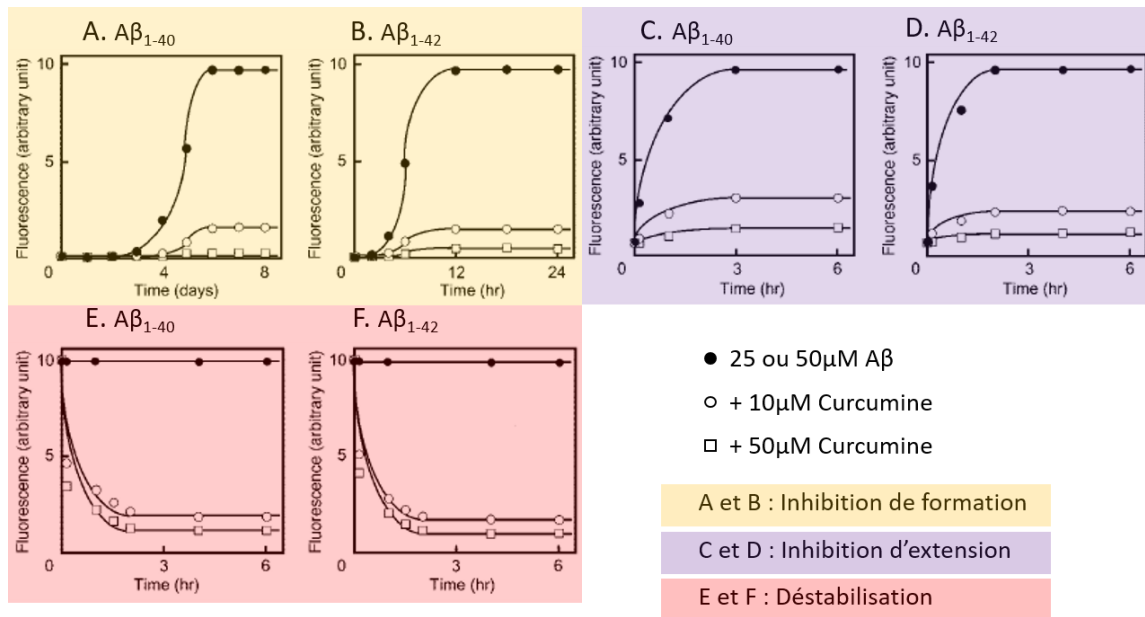 A. Aβ1-40
Fluorescence (arbitrary unit)
10
5
0
4
8
Time (days)
B. Aβ1-42
Fluorescence (arbitrary unit)
10
5
0
12
24
Time (hr)
C. Aβ1-40
Fluorescence (arbitrary unit)
10
5
0
3
6
Time (hr)
D. Aβ1-42
Fluorescence (arbitrary unit)
10
5
0
3
6
Time (hr)
E. Aβ1-40
Fluorescence (arbitrary unit)
10
5
0
3
6
Time (hr)
F. Aβ1-42
Fluorescence (arbitrary unit)
10
5
0
3
6
Time (hr)
25 ou 50µM Aβ
+ 10µM Curcumine
+ 50µM Curcumine
A et B : Inhibition de formation
C et D : Inhibition d’extension
E et F : Déstabilisation